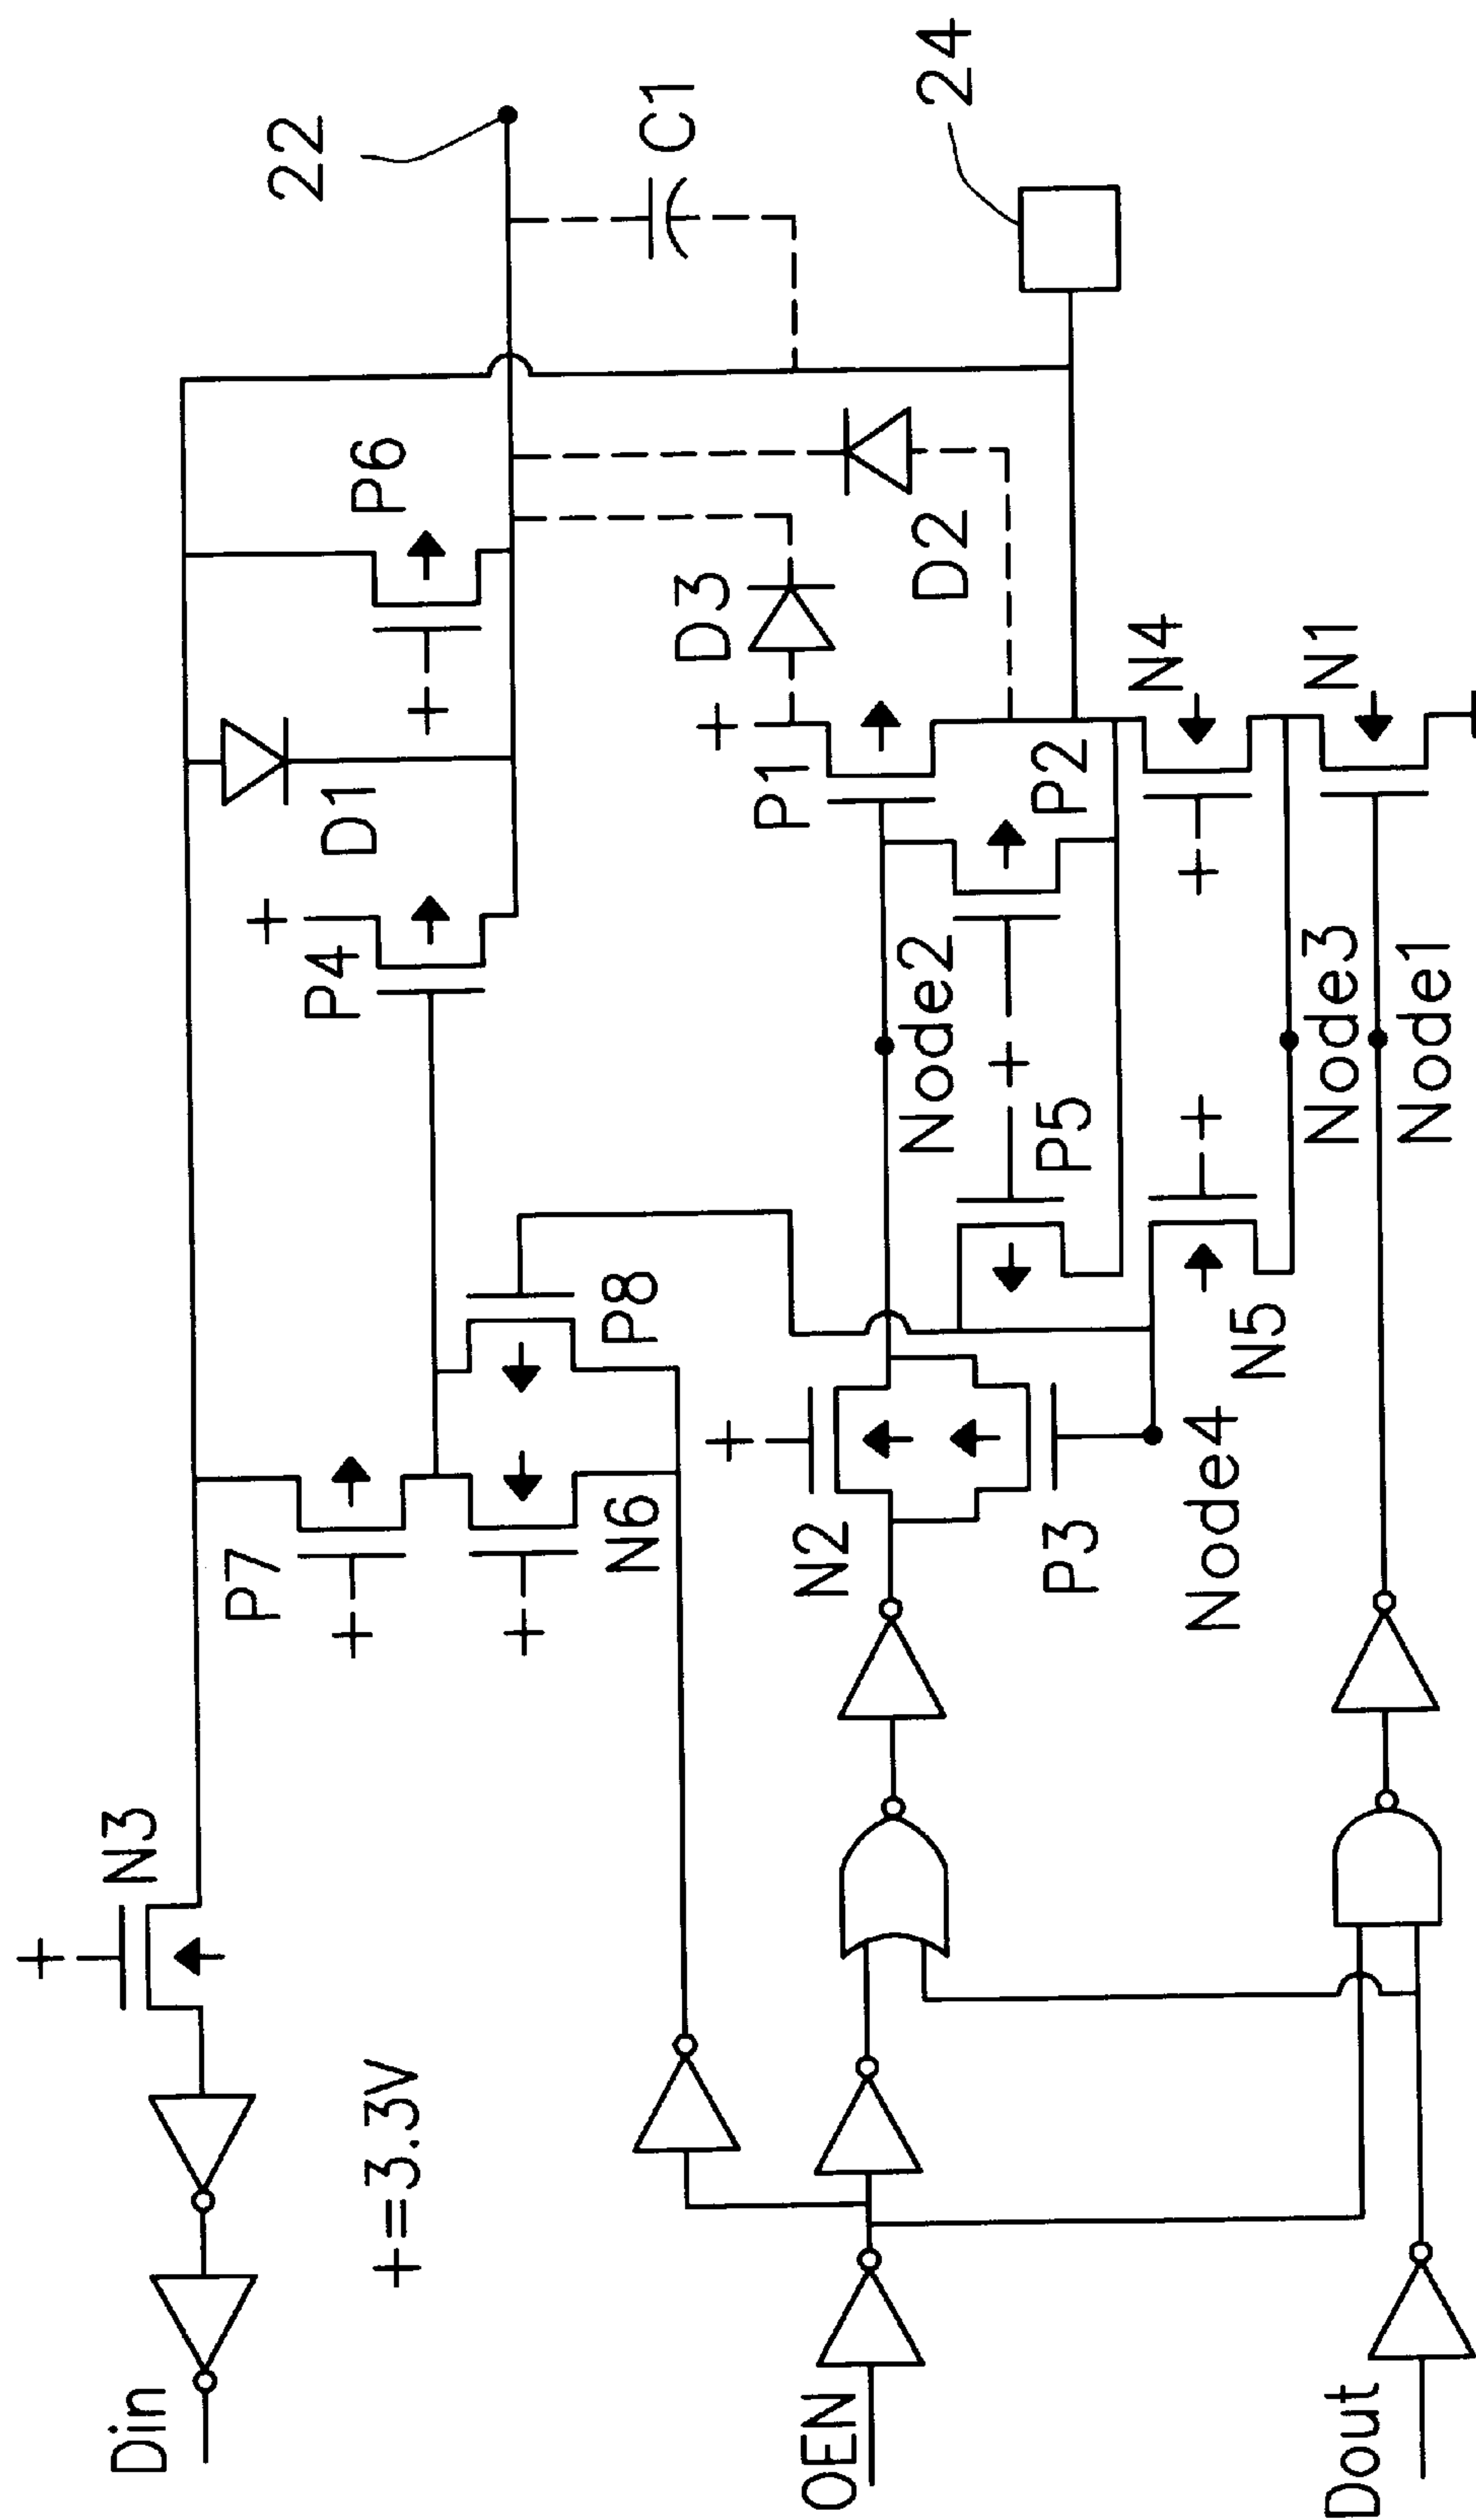 Din
N3
+
+=3.3V
P7
+
N6
+
P8
P4
+
D1
P6
+
22
C1
24
D3
D2
P1
+
P2
Node2
+
P5
N2
+
P3
Node4
N5
+
N4
+
N1
Node3
Node1
OEN
Dout